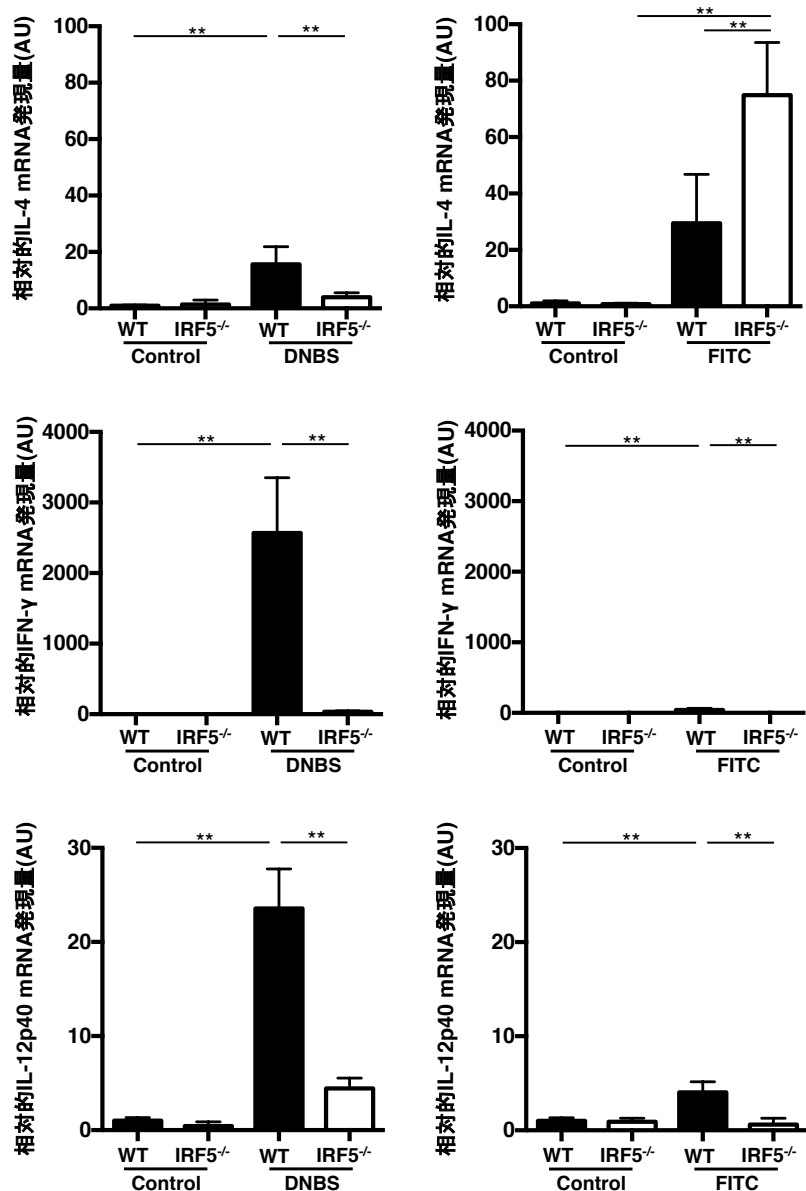 相対的IL-4 mRNA発現量(AU)
100
80
60
40
20
0
** **
WT IRF5-/- WT IRF5-/-
Control DNBS
相対的IL-4 mRNA発現量(AU)
100
80
60
40
20
0
**
**
WT IRF5-/- WT IRF5-/-
Control FITC
相対的IFN-γ mRNA発現量(AU)
4000
3000
2000
1000
0
** **
WT IRF5-/- WT IRF5-/-
Control DNBS
相対的IFN-γ mRNA発現量(AU)
4000
3000
2000
1000
0
** **
WT IRF5-/- WT IRF5-/-
Control FITC
相対的IL-12p40 mRNA発現量(AU)
30
20
10
0
** **
WT IRF5-/- WT IRF5-/-
Control DNBS
相対的IL-12p40 mRNA発現量(AU)
30
20
10
0
** **
WT IRF5-/- WT IRF5-/-
Control FITC